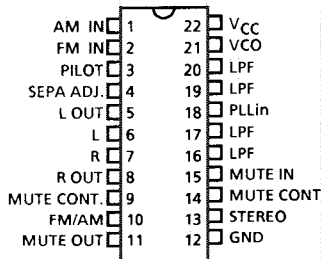 AM IN 1 22 VCC
FM IN 2 21 VCO
PILOT 3 20 LPF
SEPA ADJ. 4 19 LPF
L OUT 5 18 PLLin
L 6 17 LPF
R 7 16 LPF
R OUT 8 15 MUTE IN
MUTE CONT. 9 14 MUTE CONT
FM/AM 10 13 STEREO
MUTE OUT 11 12 GND